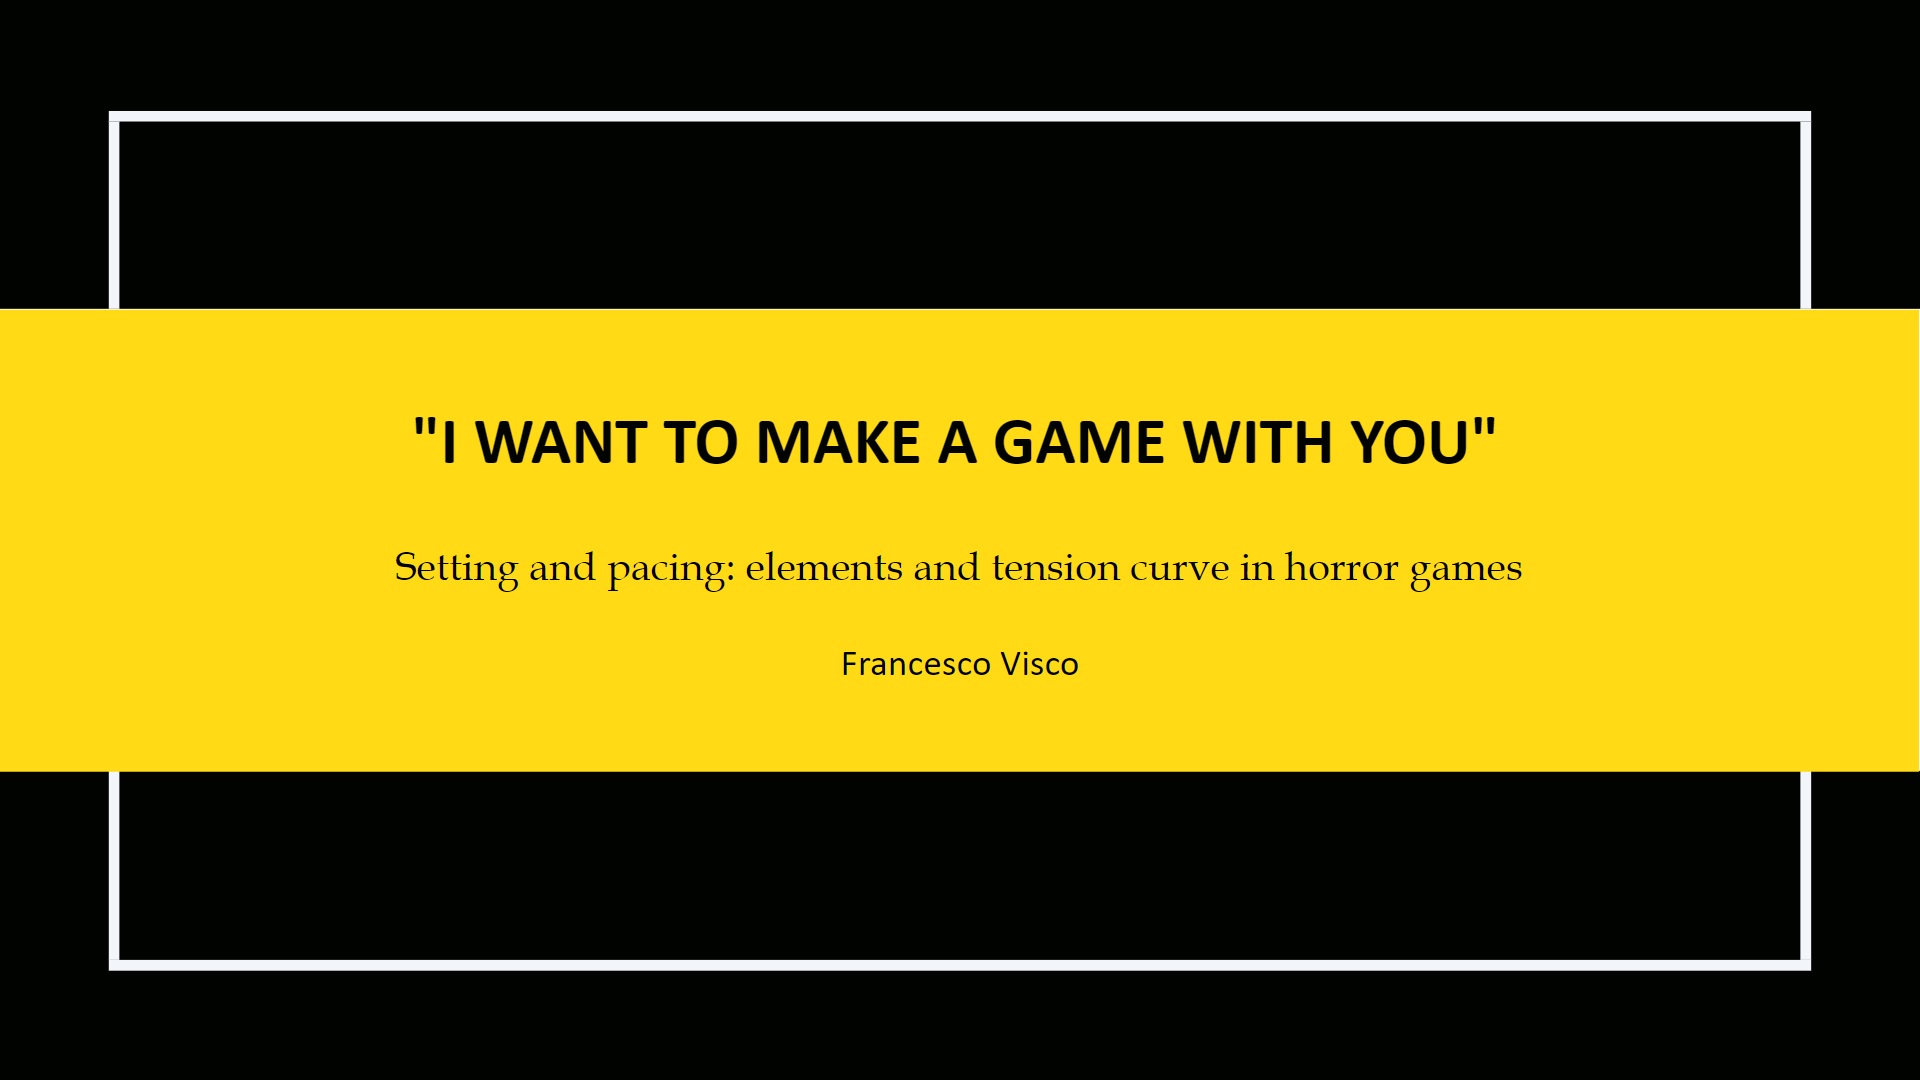 "I WANT TO MAKE A GAME WITH YOU"
Setting and pacing: elements and tension curve in horror games
Francesco Visco